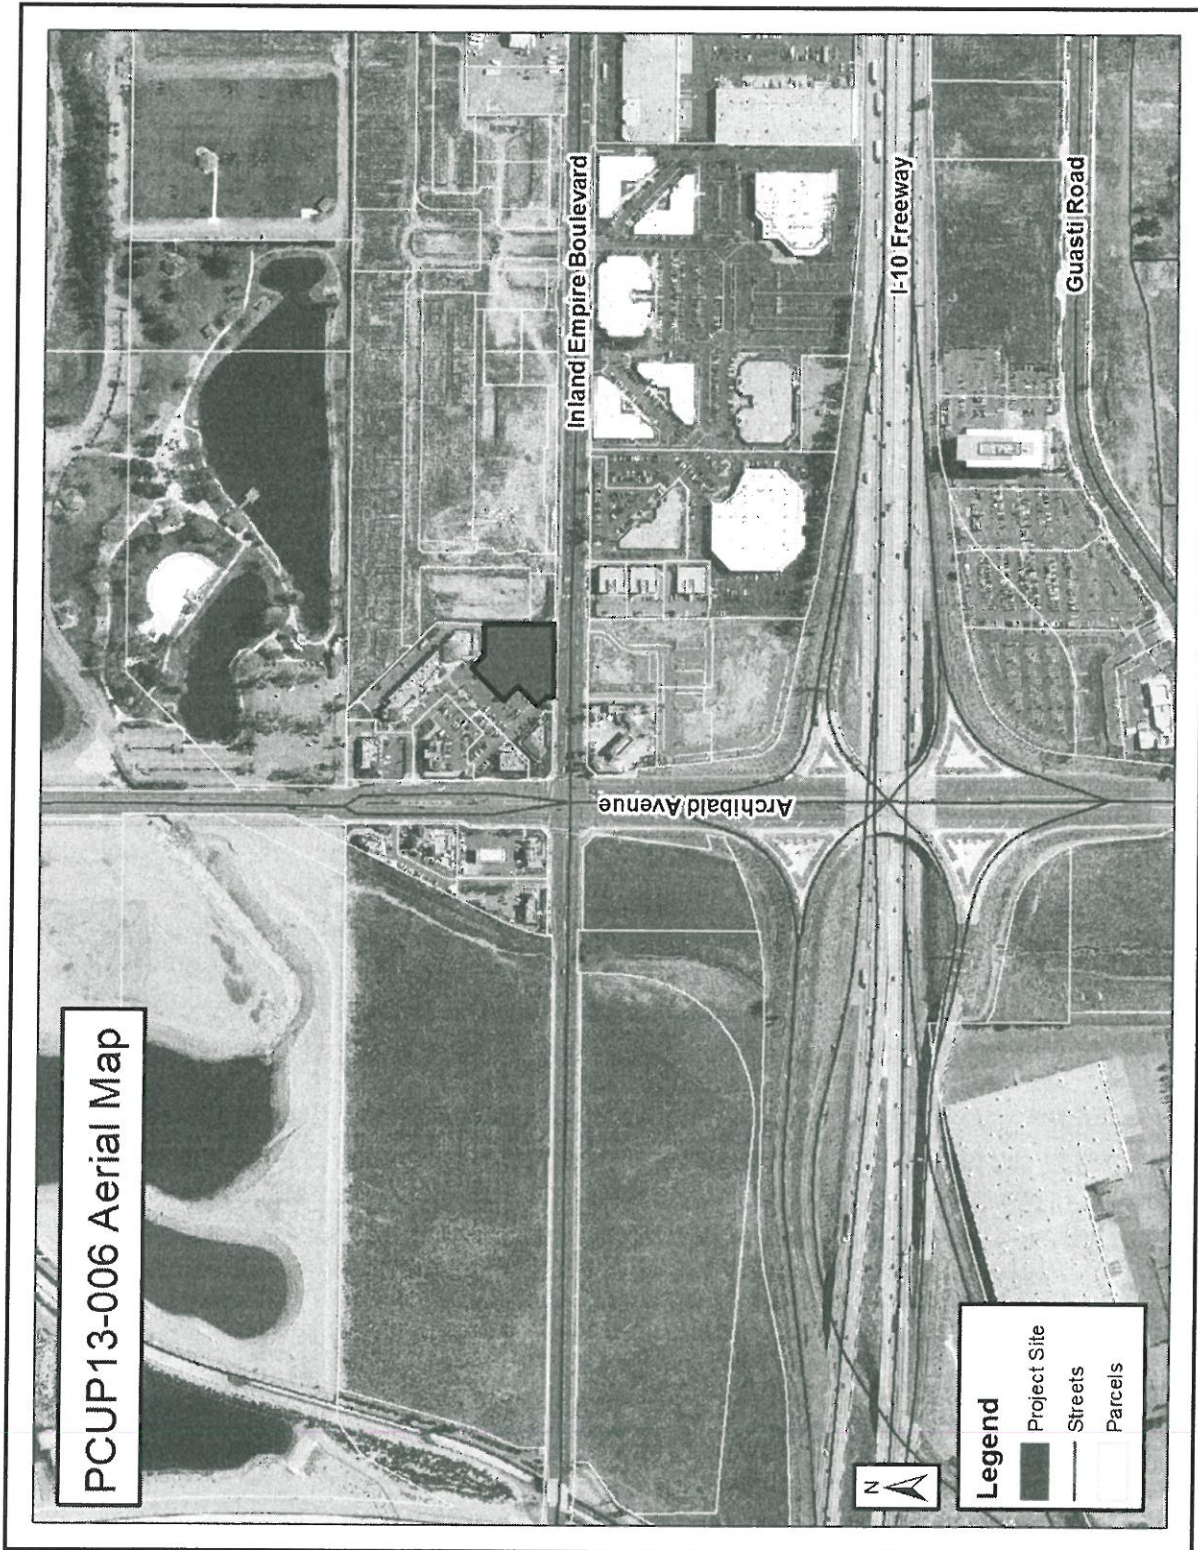 PCUP13-006 Aerial Map
Inland Empire Boulevard
Archibald Avenue
I-10 Freeway
Guasti Road
N
Legend
Project Site
Streets
Parcels